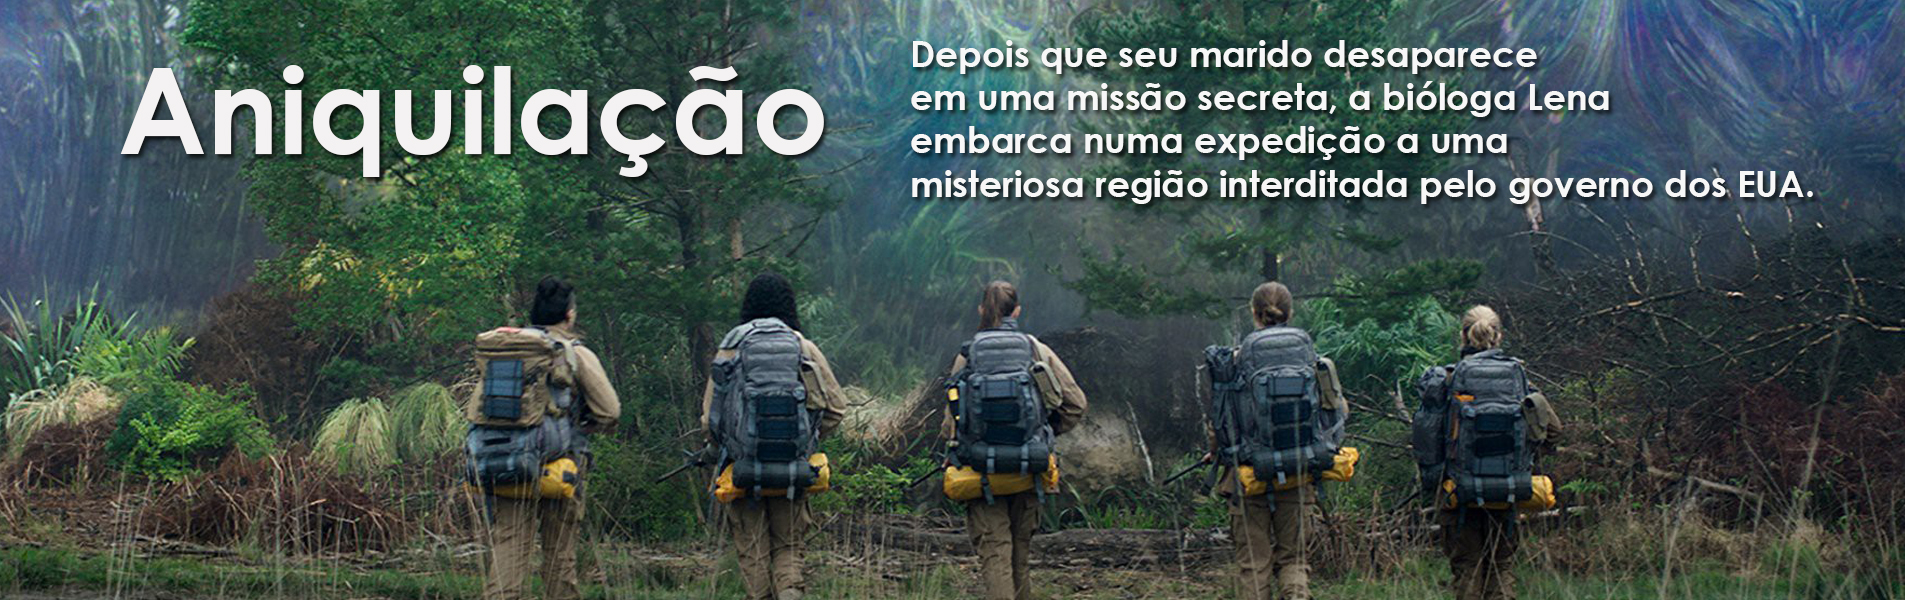 Aniquilação
Depois que seu marido desaparece
em uma missão secreta, a bióloga Lena
embarca numa expedição a uma
misteriosa região interditada pelo governo dos EUA.